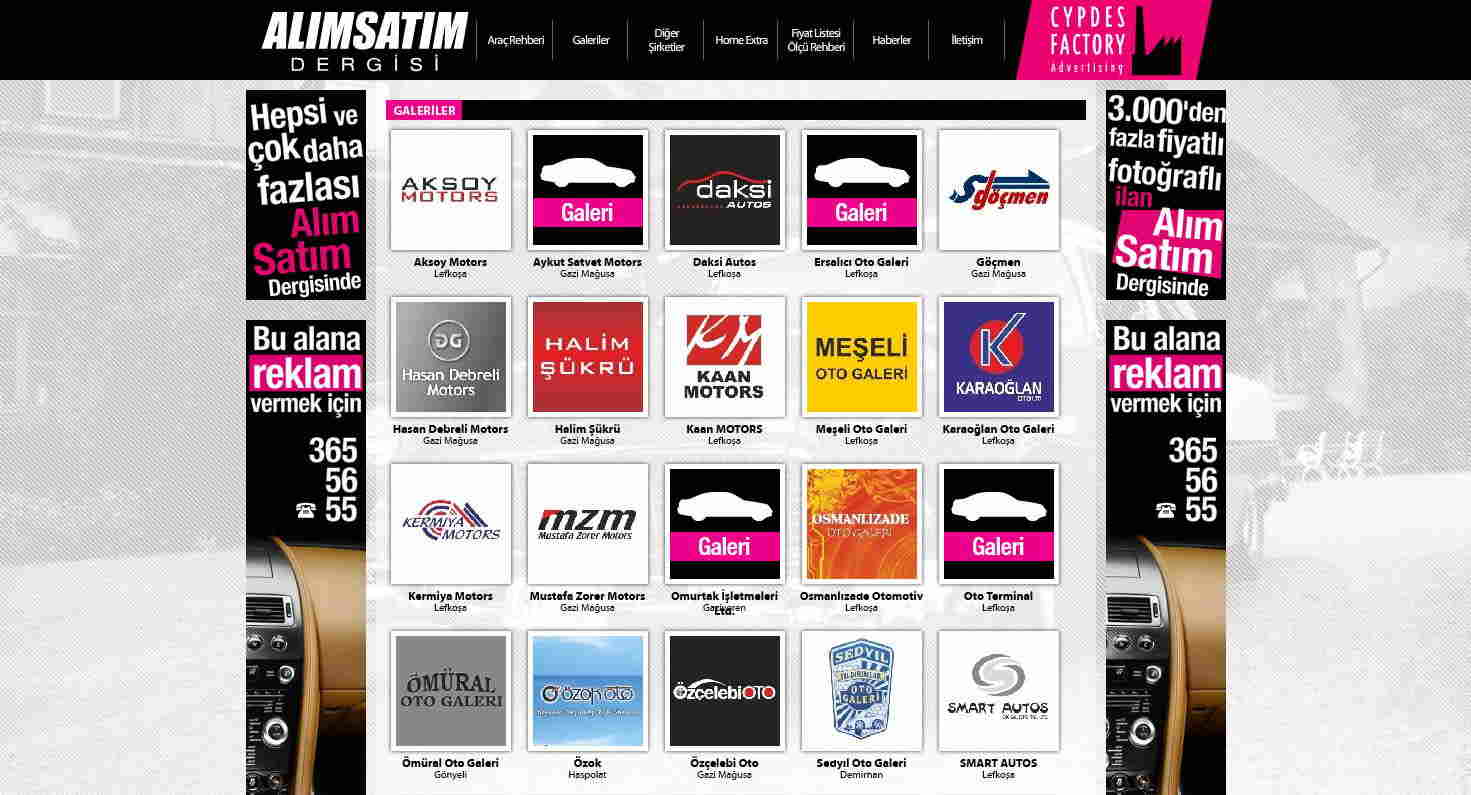 ALIMSATIM
DERGİSİ
Araç Rehberi
Galeriler
Diğer
Şirketler
Home Extra
Fiyat Listesi
Ölçü Rehberi
Haberler
İletişim
CYPDES
FACTORY
Advertising
Hepsi ve
çok daha
fazlası
Alım
Satım
Dergisinde
Bu alana
reklam
vermek için
365
56
55
GALERİLER
AKSOY
MOTORS
Galeri
daksi
AUTOS
Galeri
göçmen
Aksoy Motors
Lefkoşa
Aykut Satvet Motors
Gazi Mağusa
Daksi Autos
Lefkoşa
Ersalıcı Oto Galeri
Lefkoşa
Göçmen
Gazi Mağusa
Hasan Debreli
Motors
HALİM
ŞÜKRÜ
KM
KAAN
MOTORS
MEŞELİ
OTO GALERİ
K
KARAOĞLAN
Hasan Debreli Motors
Gazi Mağusa
Halim Şükrü
Gazi Mağusa
Kaan MOTORS
Lefkoşa
Meşeli Oto Galeri
Lefkoşa
Karaoğlan Oto Galeri
Lefkoşa
KERMIYA
MOTORS
mzm
Mustafa Zorer Motors
Galeri
OSMANLIZADE
OTO GALERİ
Galeri
Kermiya Motors
Lefkoşa
Mustafa Zorer Motors
Gazi Mağusa
Omurtak İşletmeleri
Ltd.
Gaziveren
Osmanlızade Otomotiv
Lefkoşa
Oto Terminal
Lefkoşa
ÖMÜRAL
OTO GALERİ
özok oto
ÖzçelebiOTO
SEDYIL
OTO
GALERİ
SMART AUTOS
Ömüral Oto Galeri
Gönyeli
Özok
Haspolat
Özçelebi Oto
Gazi Mağusa
Sedyıl Oto Galeri
Demirhan
SMART AUTOS
Lefkoşa
3.000'den
fazla fiyatlı
fotoğraflı
ilan
Alım
Satım
Dergisinde
Bu alana
reklam
vermek için
365
56
55